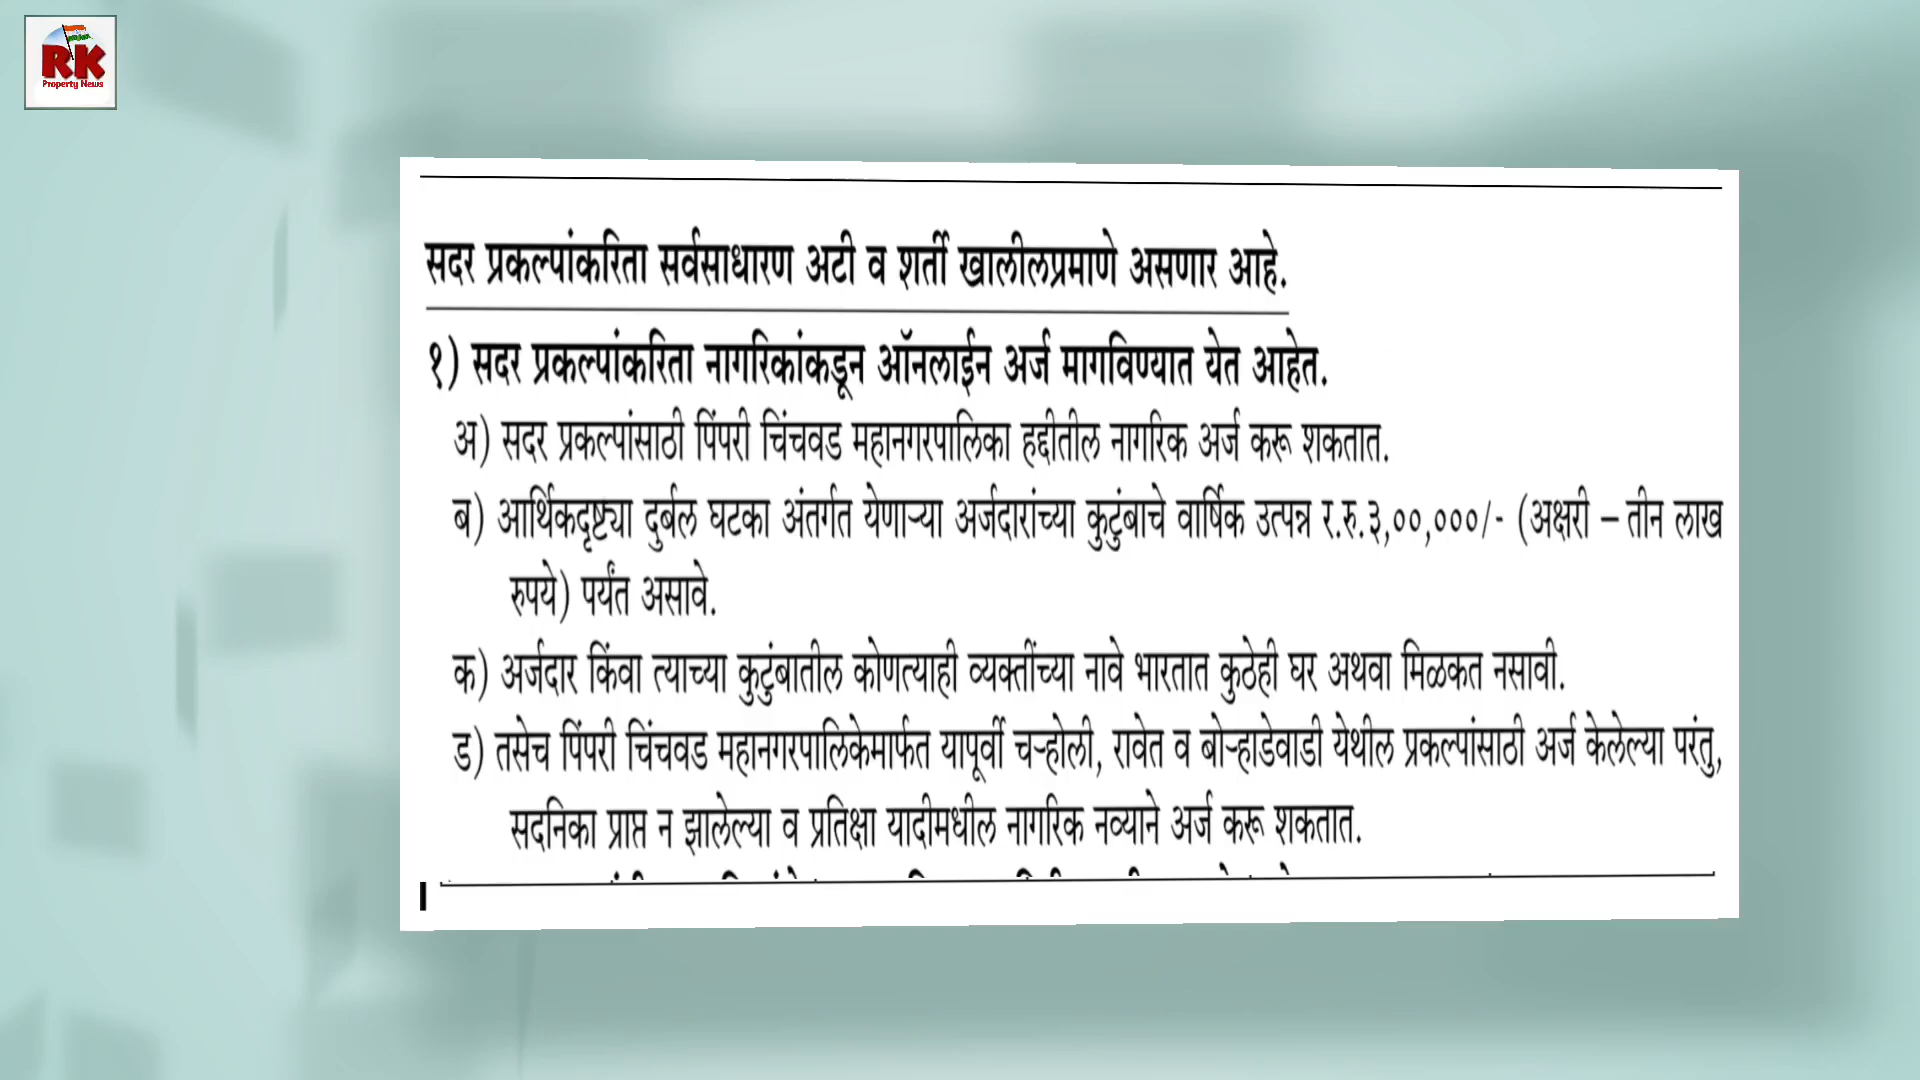 RK
Property News
सदर प्रकल्पांकरिता सर्वसाधारण अटी व शर्ती खालीलप्रमाणे असणार आहे.
१) सदर प्रकल्पांकरिता नागरिकांकडून ऑनलाईन अर्ज मागविण्यात येत आहेत.
अ) सदर प्रकल्पांसाठी पिंपरी चिंचवड महानगरपालिका हद्दीतील नागरिक अर्ज करू शकतात.
ब) आर्थिकदृष्ट्या दुर्बल घटका अंतर्गत येणाऱ्या अर्जदारांच्या कुटुंबाचे वार्षिक उत्पन्न र.रु.३,००,०००/- (अक्षरी – तीन लाख
रुपये) पर्यंत असावे.
क) अर्जदार किंवा त्याच्या कुटुंबातील कोणत्याही व्यक्तींच्या नावे भारतात कुठेही घर अथवा मिळकत नसावी.
ड) तसेच पिंपरी चिंचवड महानगरपालिकेमार्फत यापूर्वी चऱ्होली, रावेत व बोऱ्हाडेवाडी येथील प्रकल्पांसाठी अर्ज केलेल्या परंतु,
सदनिका प्राप्त न झालेल्या व प्रतिक्षा यादीमधील नागरिक नव्याने अर्ज करू शकतात.